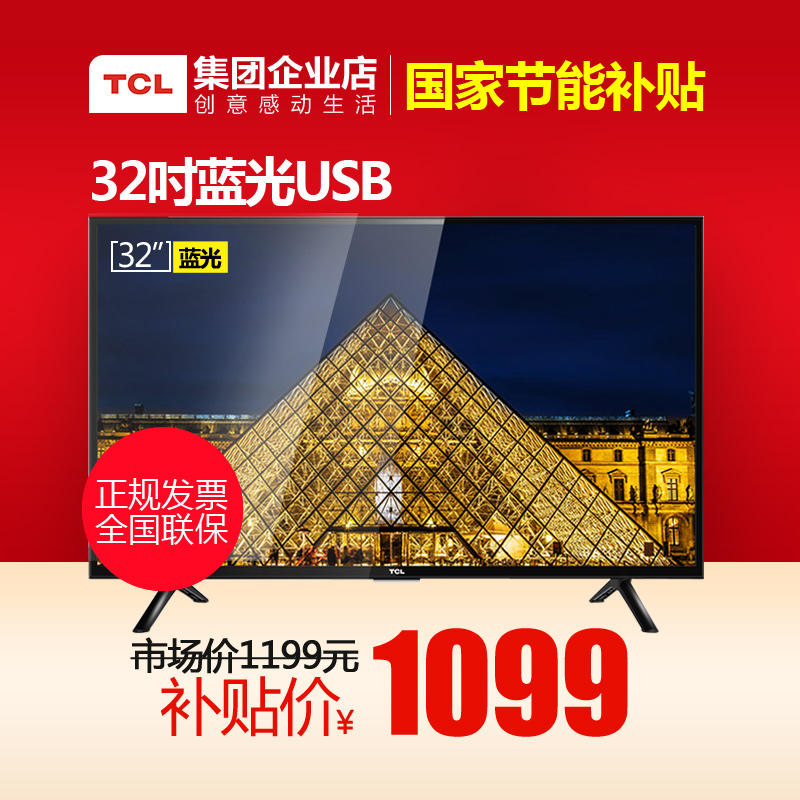 TCL
集团企业店
创意感动生活
国家节能补贴
32吋蓝光USB
[32"]
蓝光
正规发票
全国联保
TCL
市场价1199元
补贴价¥1099